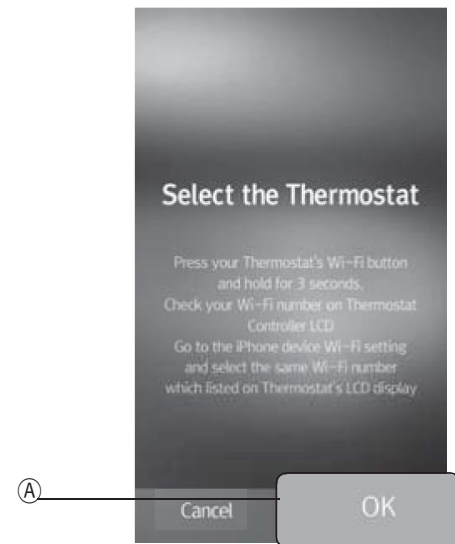 Select the Thermostat
Press your Thermostat's Wi-Fi button
and hold for 3 seconds.
Check your Wi-Fi number on Thermostat
Controller LCD
Go to the iPhone device Wi-Fi setting
and select the same Wi-Fi number
which listed on Thermostat's LCD display
Ⓐ
Cancel OK